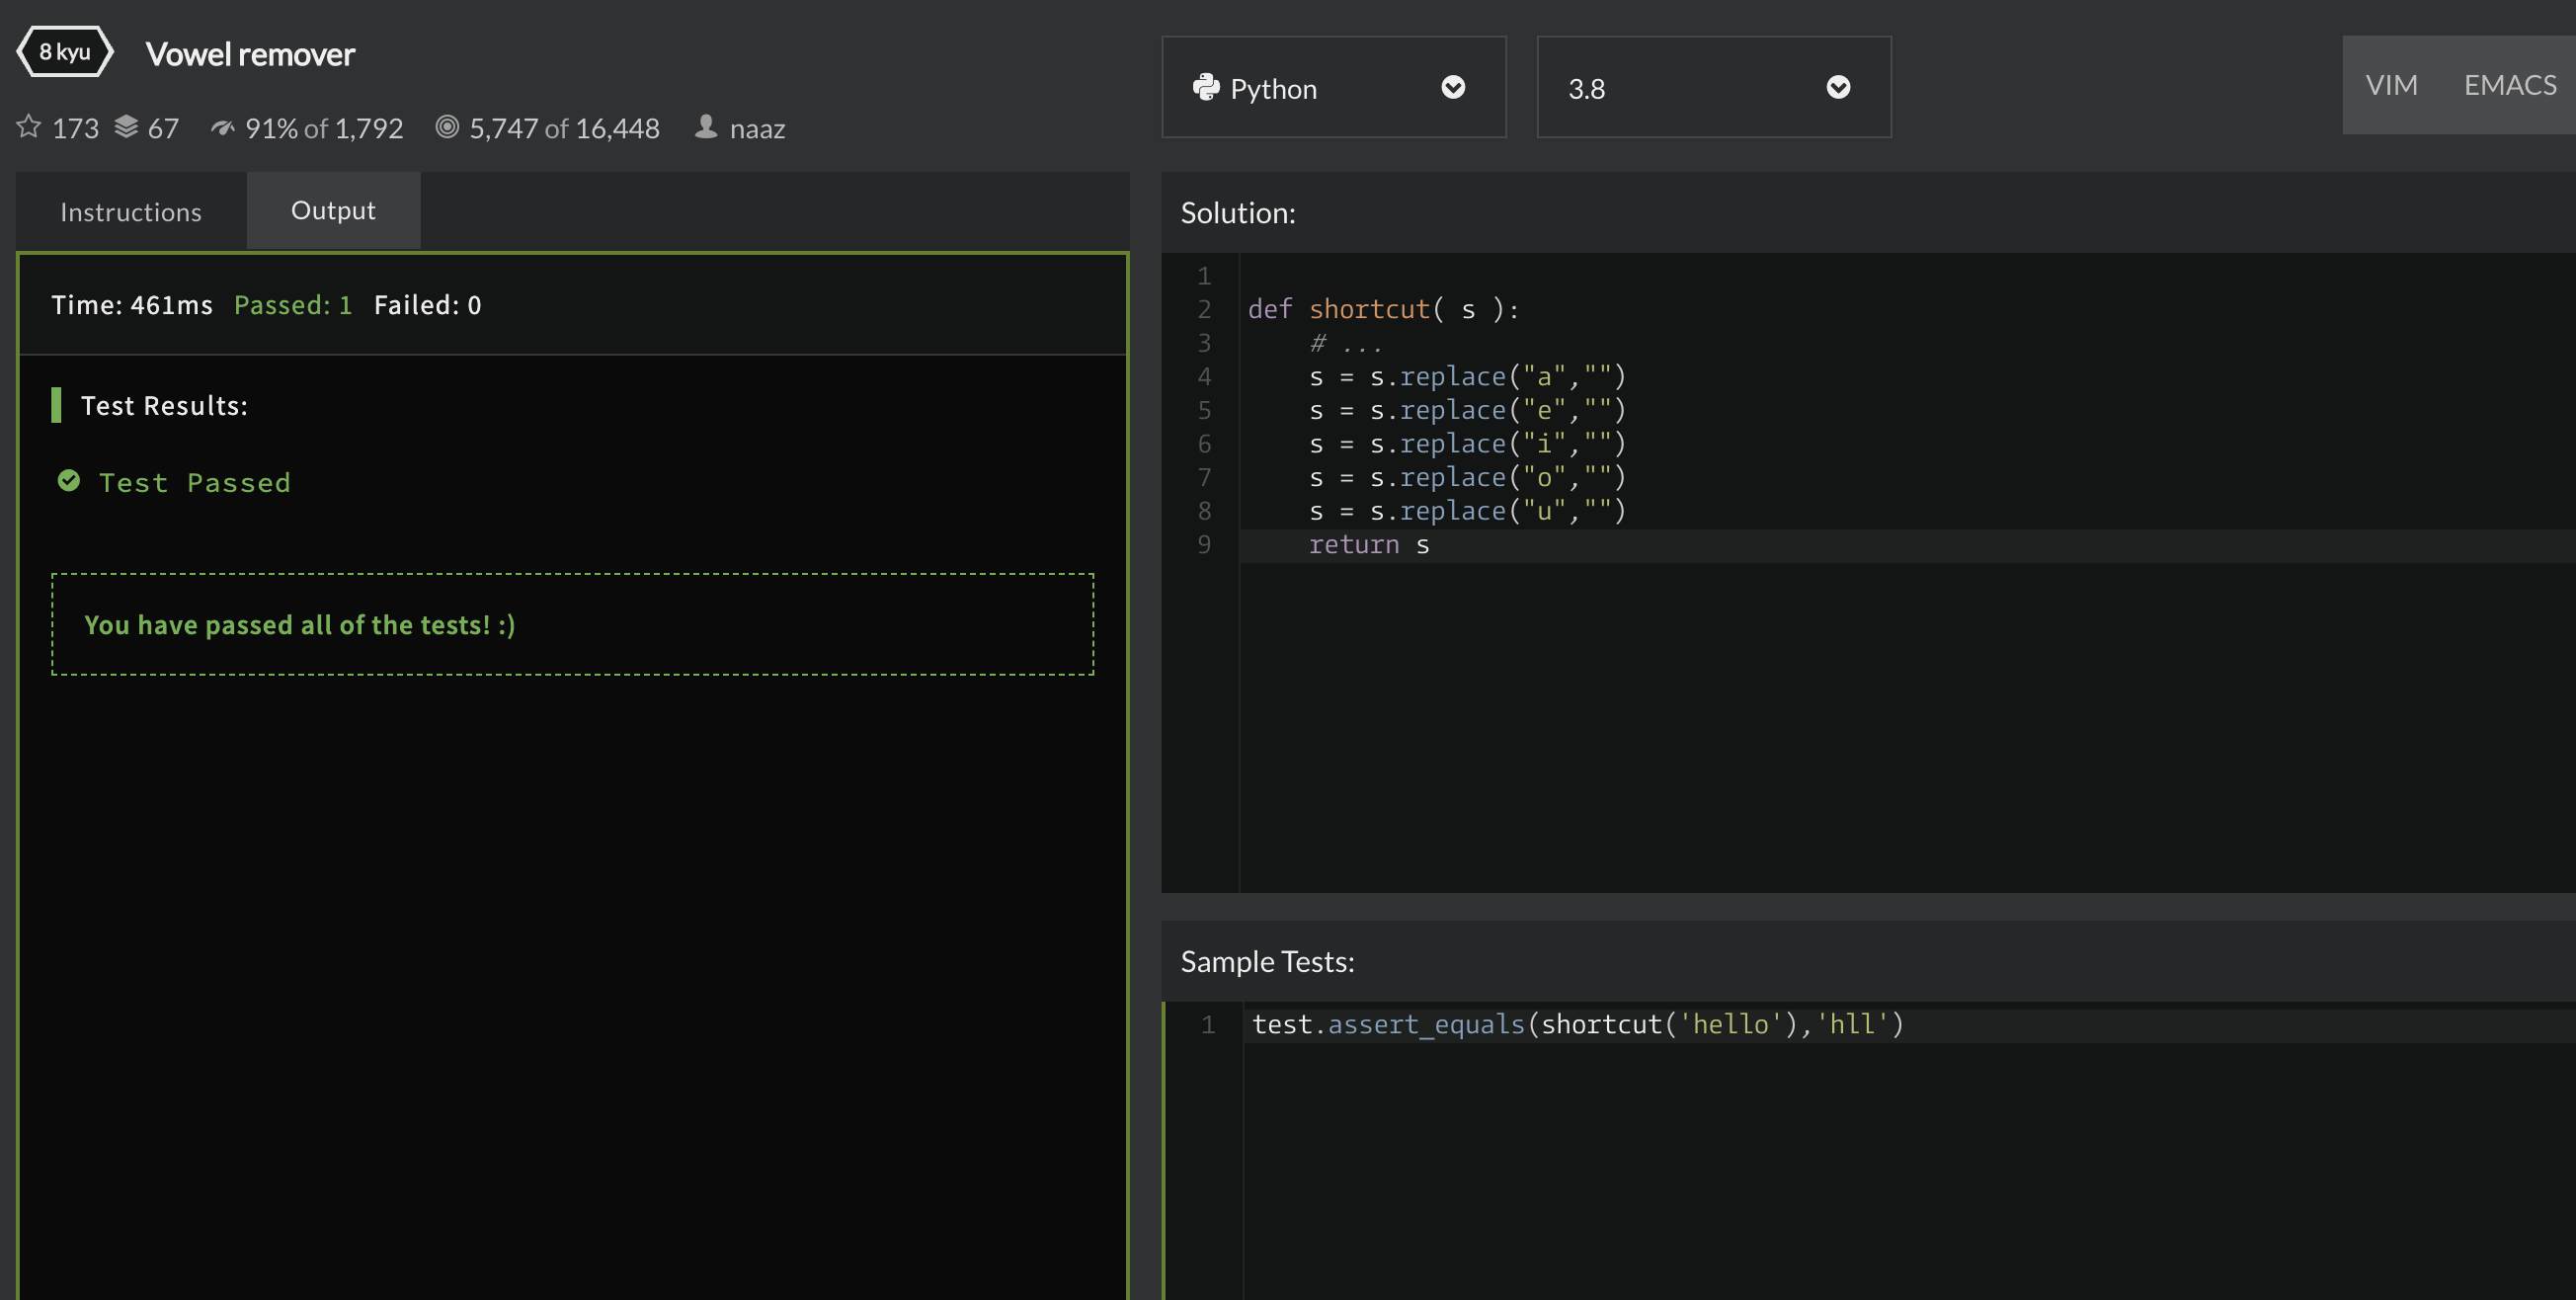 8 kyu
Vowel remover
173 67 91% of 1,792 5,747 of 16,448 naaz
Python
3.8
VIM EMACS
Instructions
Output
Time: 461ms Passed: 1 Failed: 0
Test Results:
Test Passed
You have passed all of the tests! :)
Solution:
1
2 def shortcut( s ):
3     # ...
4     s = s.replace("a","")
5     s = s.replace("e","")
6     s = s.replace("i","")
7     s = s.replace("o","")
8     s = s.replace("u","")
9     return s
Sample Tests:
1 test.assert_equals(shortcut('hello'),'hll')